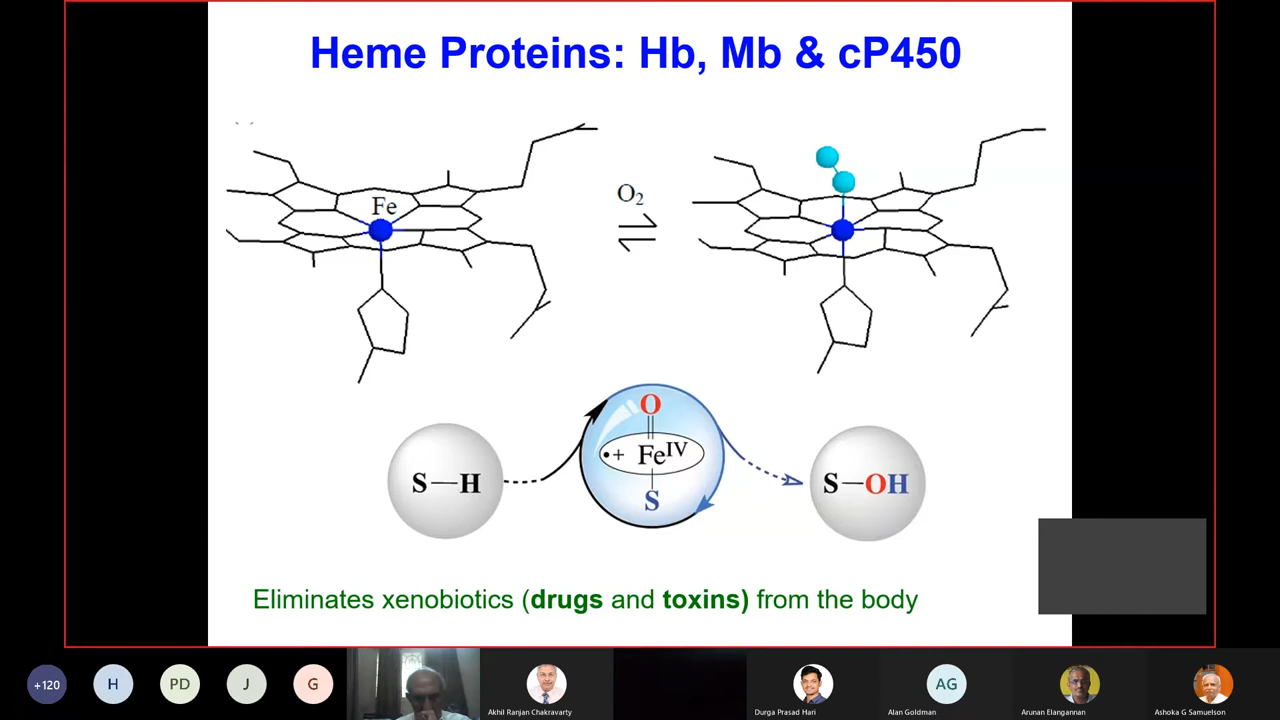 Heme Proteins: Hb, Mb & cP450
Fe
O₂
O
•+ Feᴵⱽ
S
S—H
S—OH
Eliminates xenobiotics (drugs and toxins) from the body
+120
H
PD
J
G
Akhil Ranjan Chakravarty
Durga Prasad Hari
AG
Alan Goldman
Arunan Elangannan
Ashoka G Samuelson